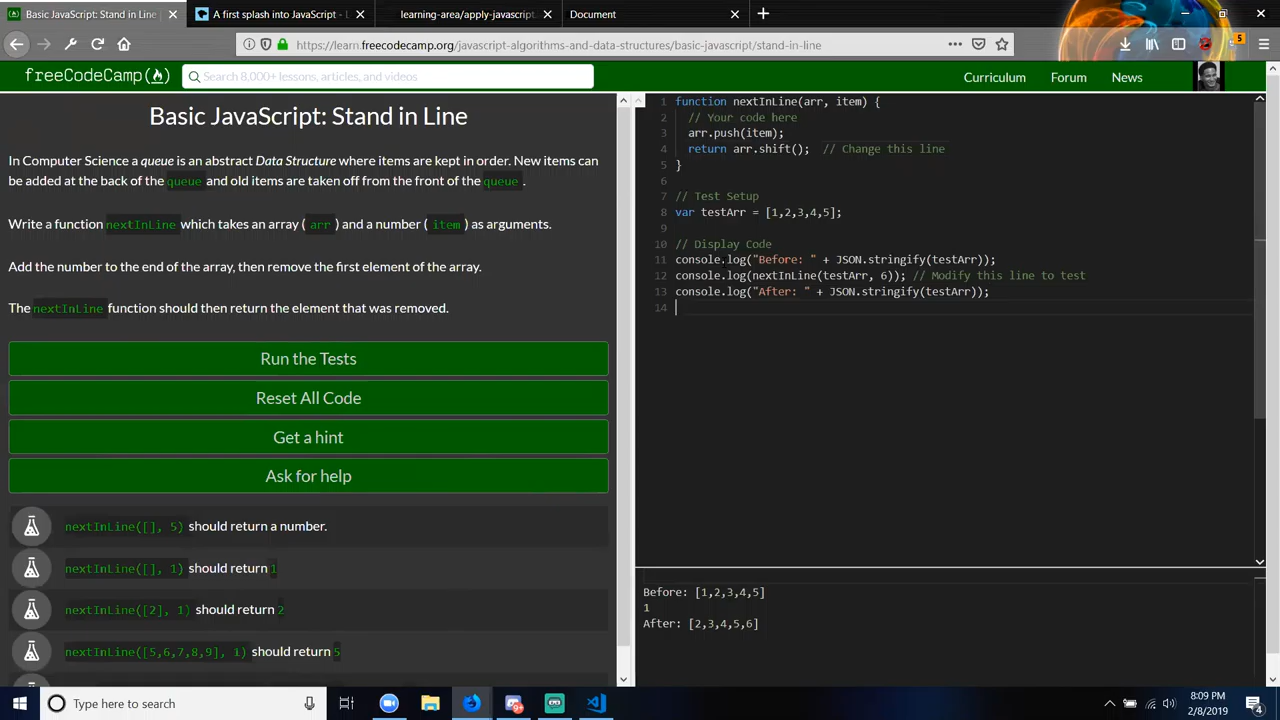 Basic JavaScript: Stand in Line |
A first splash into JavaScript - L
learning-area/apply-javascript.
Document
https://learn.freecodecamp.org/javascript-algorithms-and-data-structures/basic-javascript/stand-in-line
5
freeCodeCamp
Search 8,000+ lessons, articles, and videos
Curriculum
Forum
News
Basic JavaScript: Stand in Line
In Computer Science a queue is an abstract Data Structure where items are kept in order. New items
can be added at the back of the queue and old items are taken off from the front of the queue .
Write a function nextInLine which takes an array ( arr ) and a number ( item ) as arguments.
Add the number to the end of the array, then remove the first element of the array.
The nextInLine function should then return the element that was removed.
Run the Tests
Reset All Code
Get a hint
Ask for help
nextInLine([], 5) should return a number.
nextInLine([], 1) should return 1
nextInLine([2], 1) should return 2
nextInLine([5,6,7,8,9], 1) should return 5
1 function nextInLine(arr, item) {
2 // Your code here
3 arr.push(item);
4 return arr.shift(); // Change this line
5 }
6
7 // Test Setup
8 var testArr = [1,2,3,4,5];
9
10 // Display Code
11 console.log("Before: " + JSON.stringify(testArr));
12 console.log(nextInLine(testArr, 6)); // Modify this line to test
13 console.log("After: " + JSON.stringify(testArr));
14
Before: [1,2,3,4,5]
1
After: [2,3,4,5,6]
Type here to search
8:09 PM
2/8/2019
4